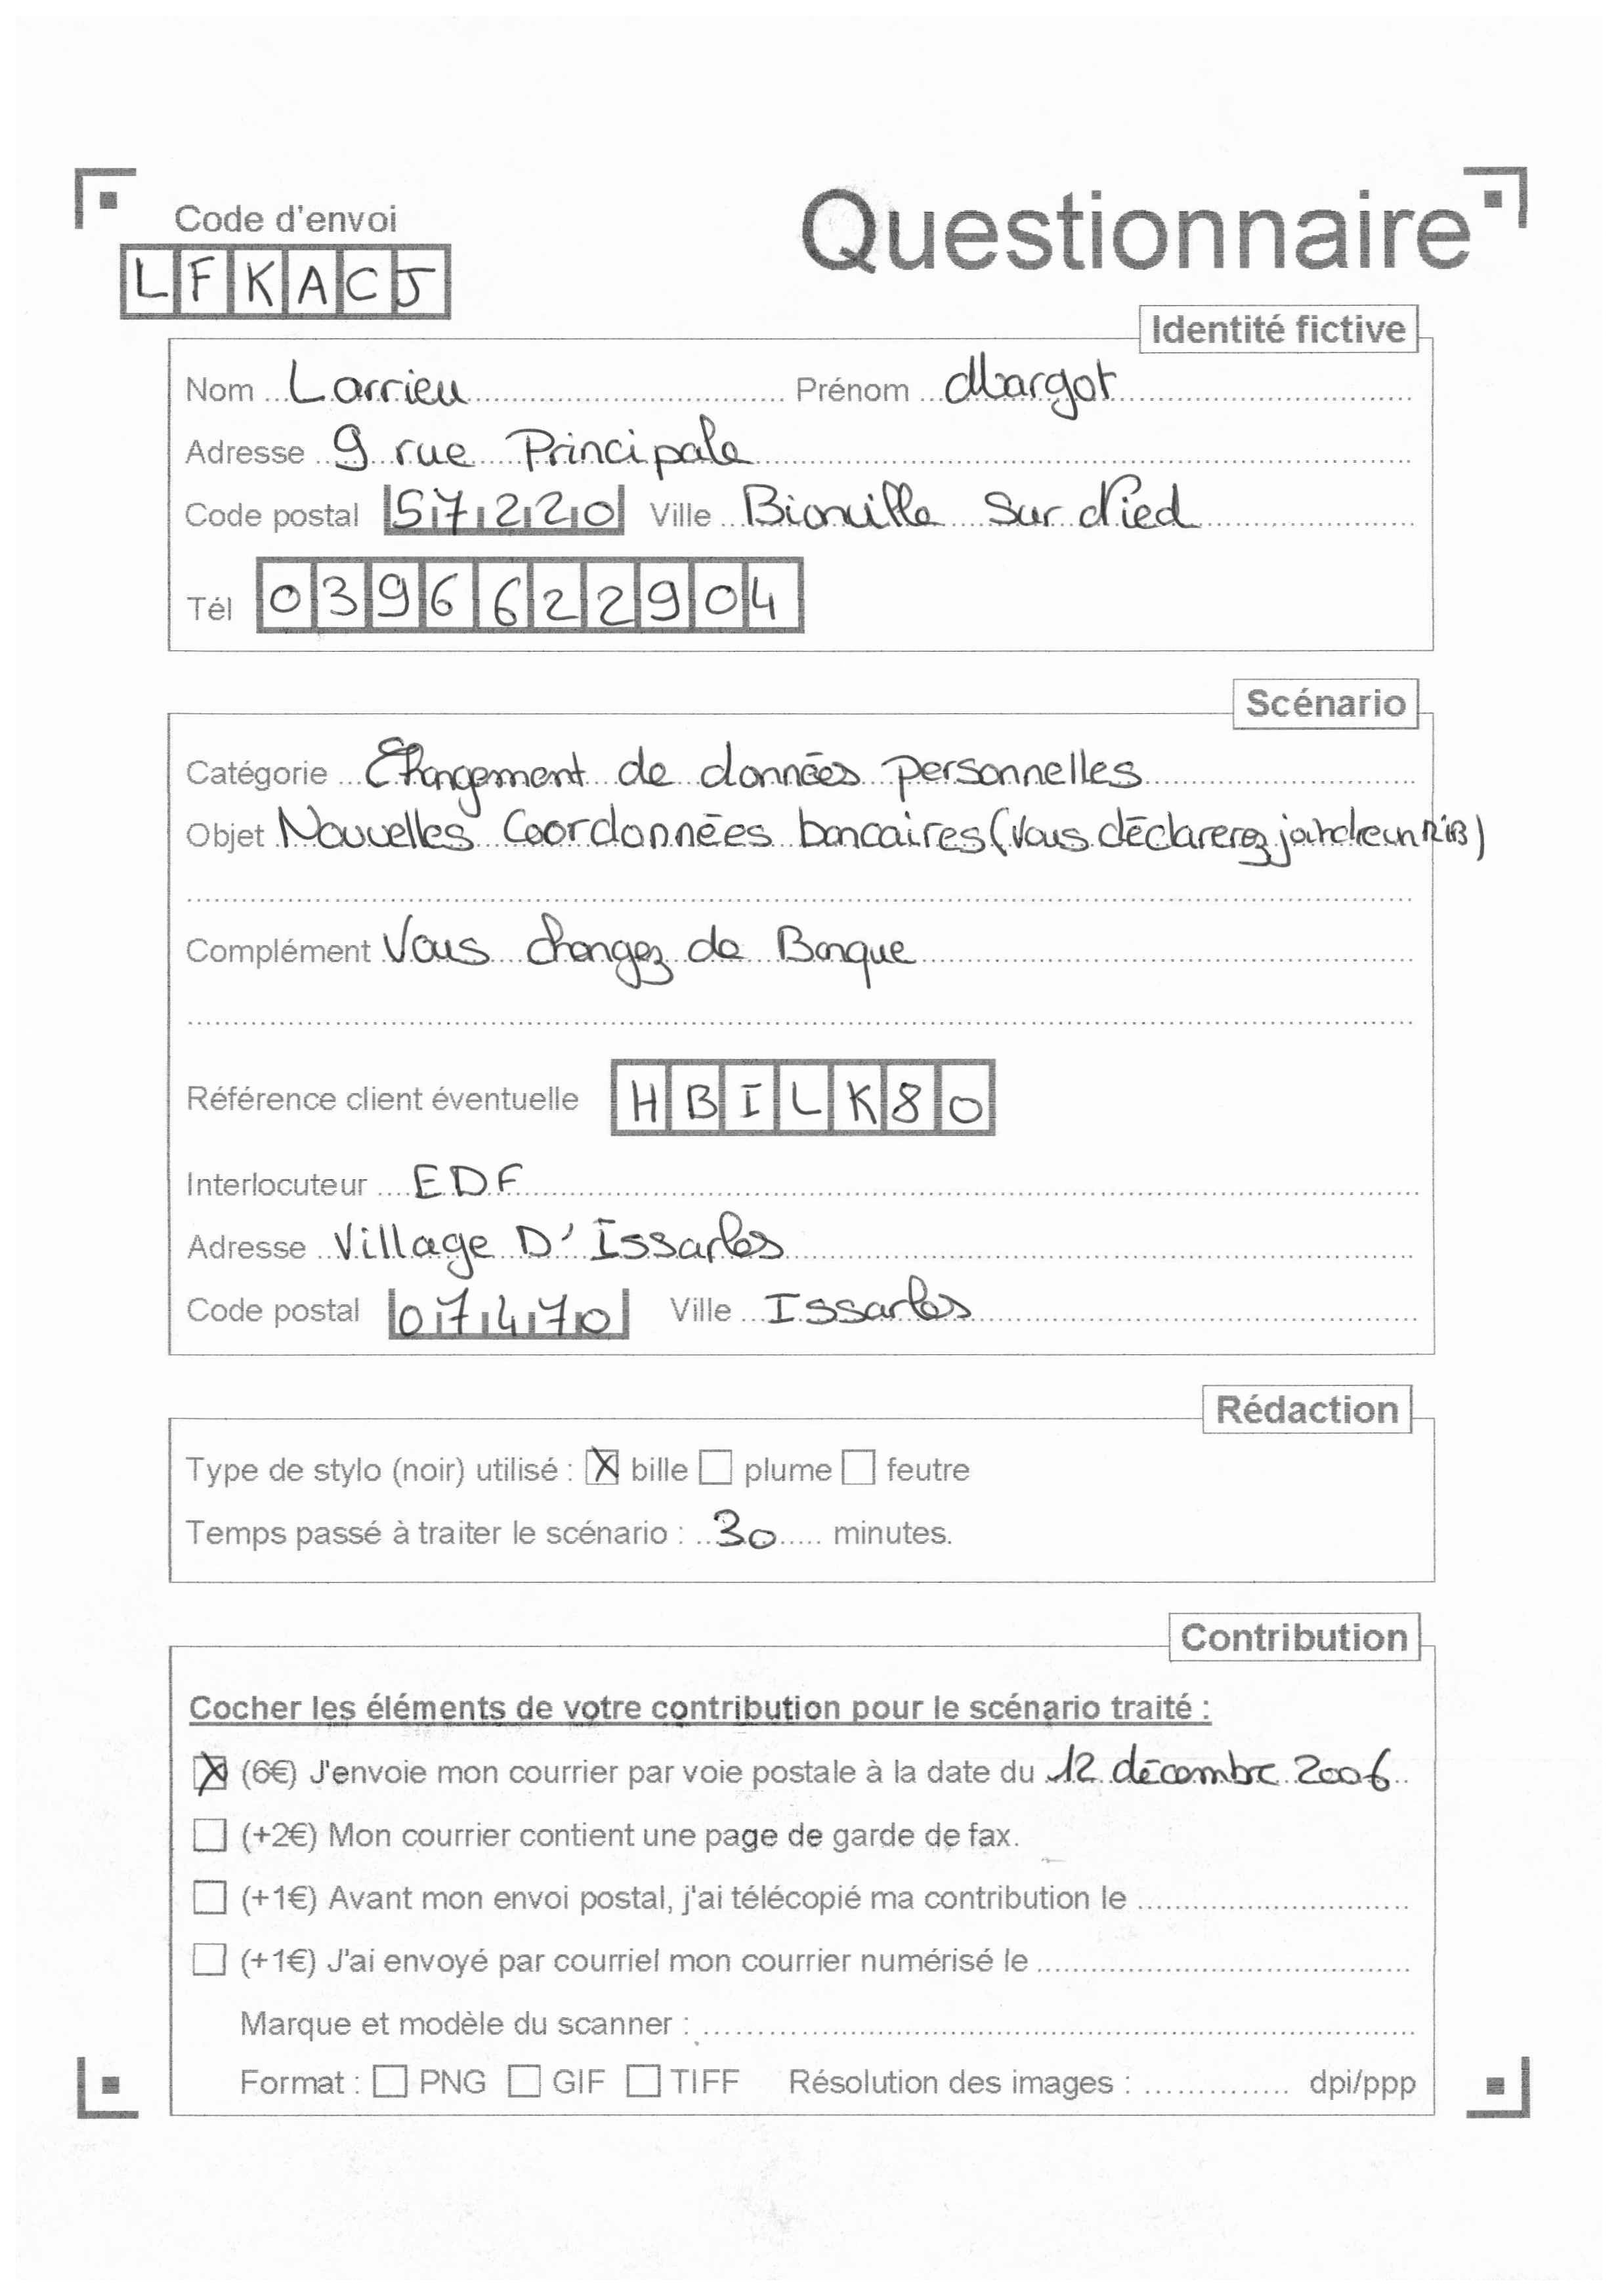 Questionnaire
Code d'envoi
LFKACJ
Identité fictive
Nom Larrieu Prénom Margot
Adresse 9 rue Principale
Code postal 57220 Ville Bionville Sur Nied
Tél 0396622904
Scénario
Catégorie Changement de données personnelles
Objet Nouvelles Coordonnées bancaires (Vous déclarerez joindre un RIB)
Complément Vous changez de Banque
Référence client éventuelle HBILK80
Interlocuteur EDF
Adresse Village D'Issarles
Code postal 07470 Ville Issarles
Rédaction
Type de stylo (noir) utilisé : ☒ bille ☐ plume ☐ feutre
Temps passé à traiter le scénario : 30 minutes.
Contribution
Cocher les éléments de votre contribution pour le scénario traité :
☒ (6€) J'envoie mon courrier par voie postale à la date du 12 décembre 2006
☐ (+2€) Mon courrier contient une page de garde de fax.
☐ (+1€) Avant mon envoi postal, j'ai télécopié ma contribution le
☐ (+1€) J'ai envoyé par courriel mon courrier numérisé le
Marque et modèle du scanner :
Format : ☐ PNG ☐ GIF ☐ TIFF Résolution des images : dpi/ppp